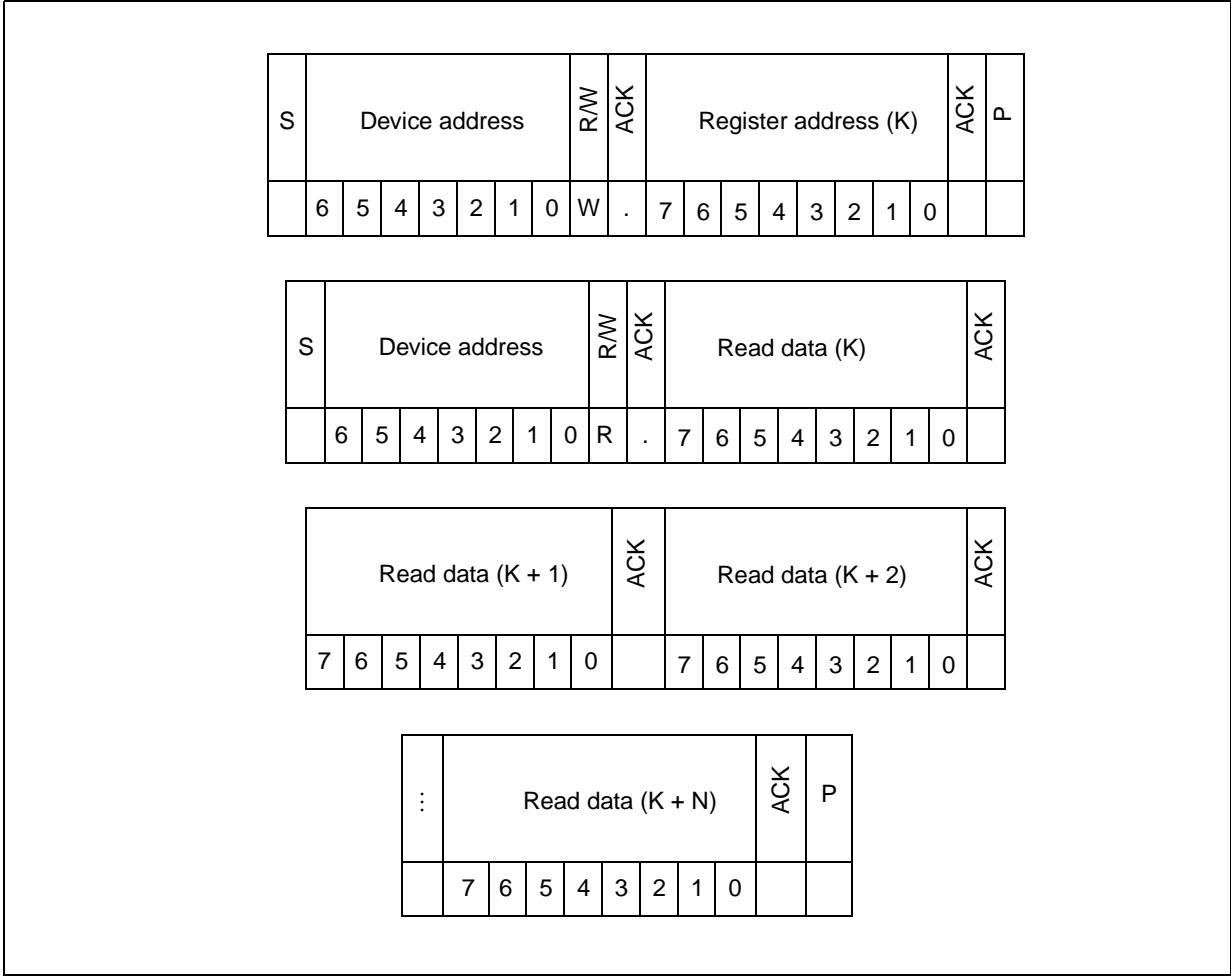 S Device address R/W ACK Register address (K) ACK P
6 5 4 3 2 1 0 W . 7 6 5 4 3 2 1 0
S Device address R/W ACK Read data (K) ACK
6 5 4 3 2 1 0 R . 7 6 5 4 3 2 1 0
Read data (K + 1) ACK Read data (K + 2) ACK
7 6 5 4 3 2 1 0 7 6 5 4 3 2 1 0
... Read data (K + N) ACK P
7 6 5 4 3 2 1 0